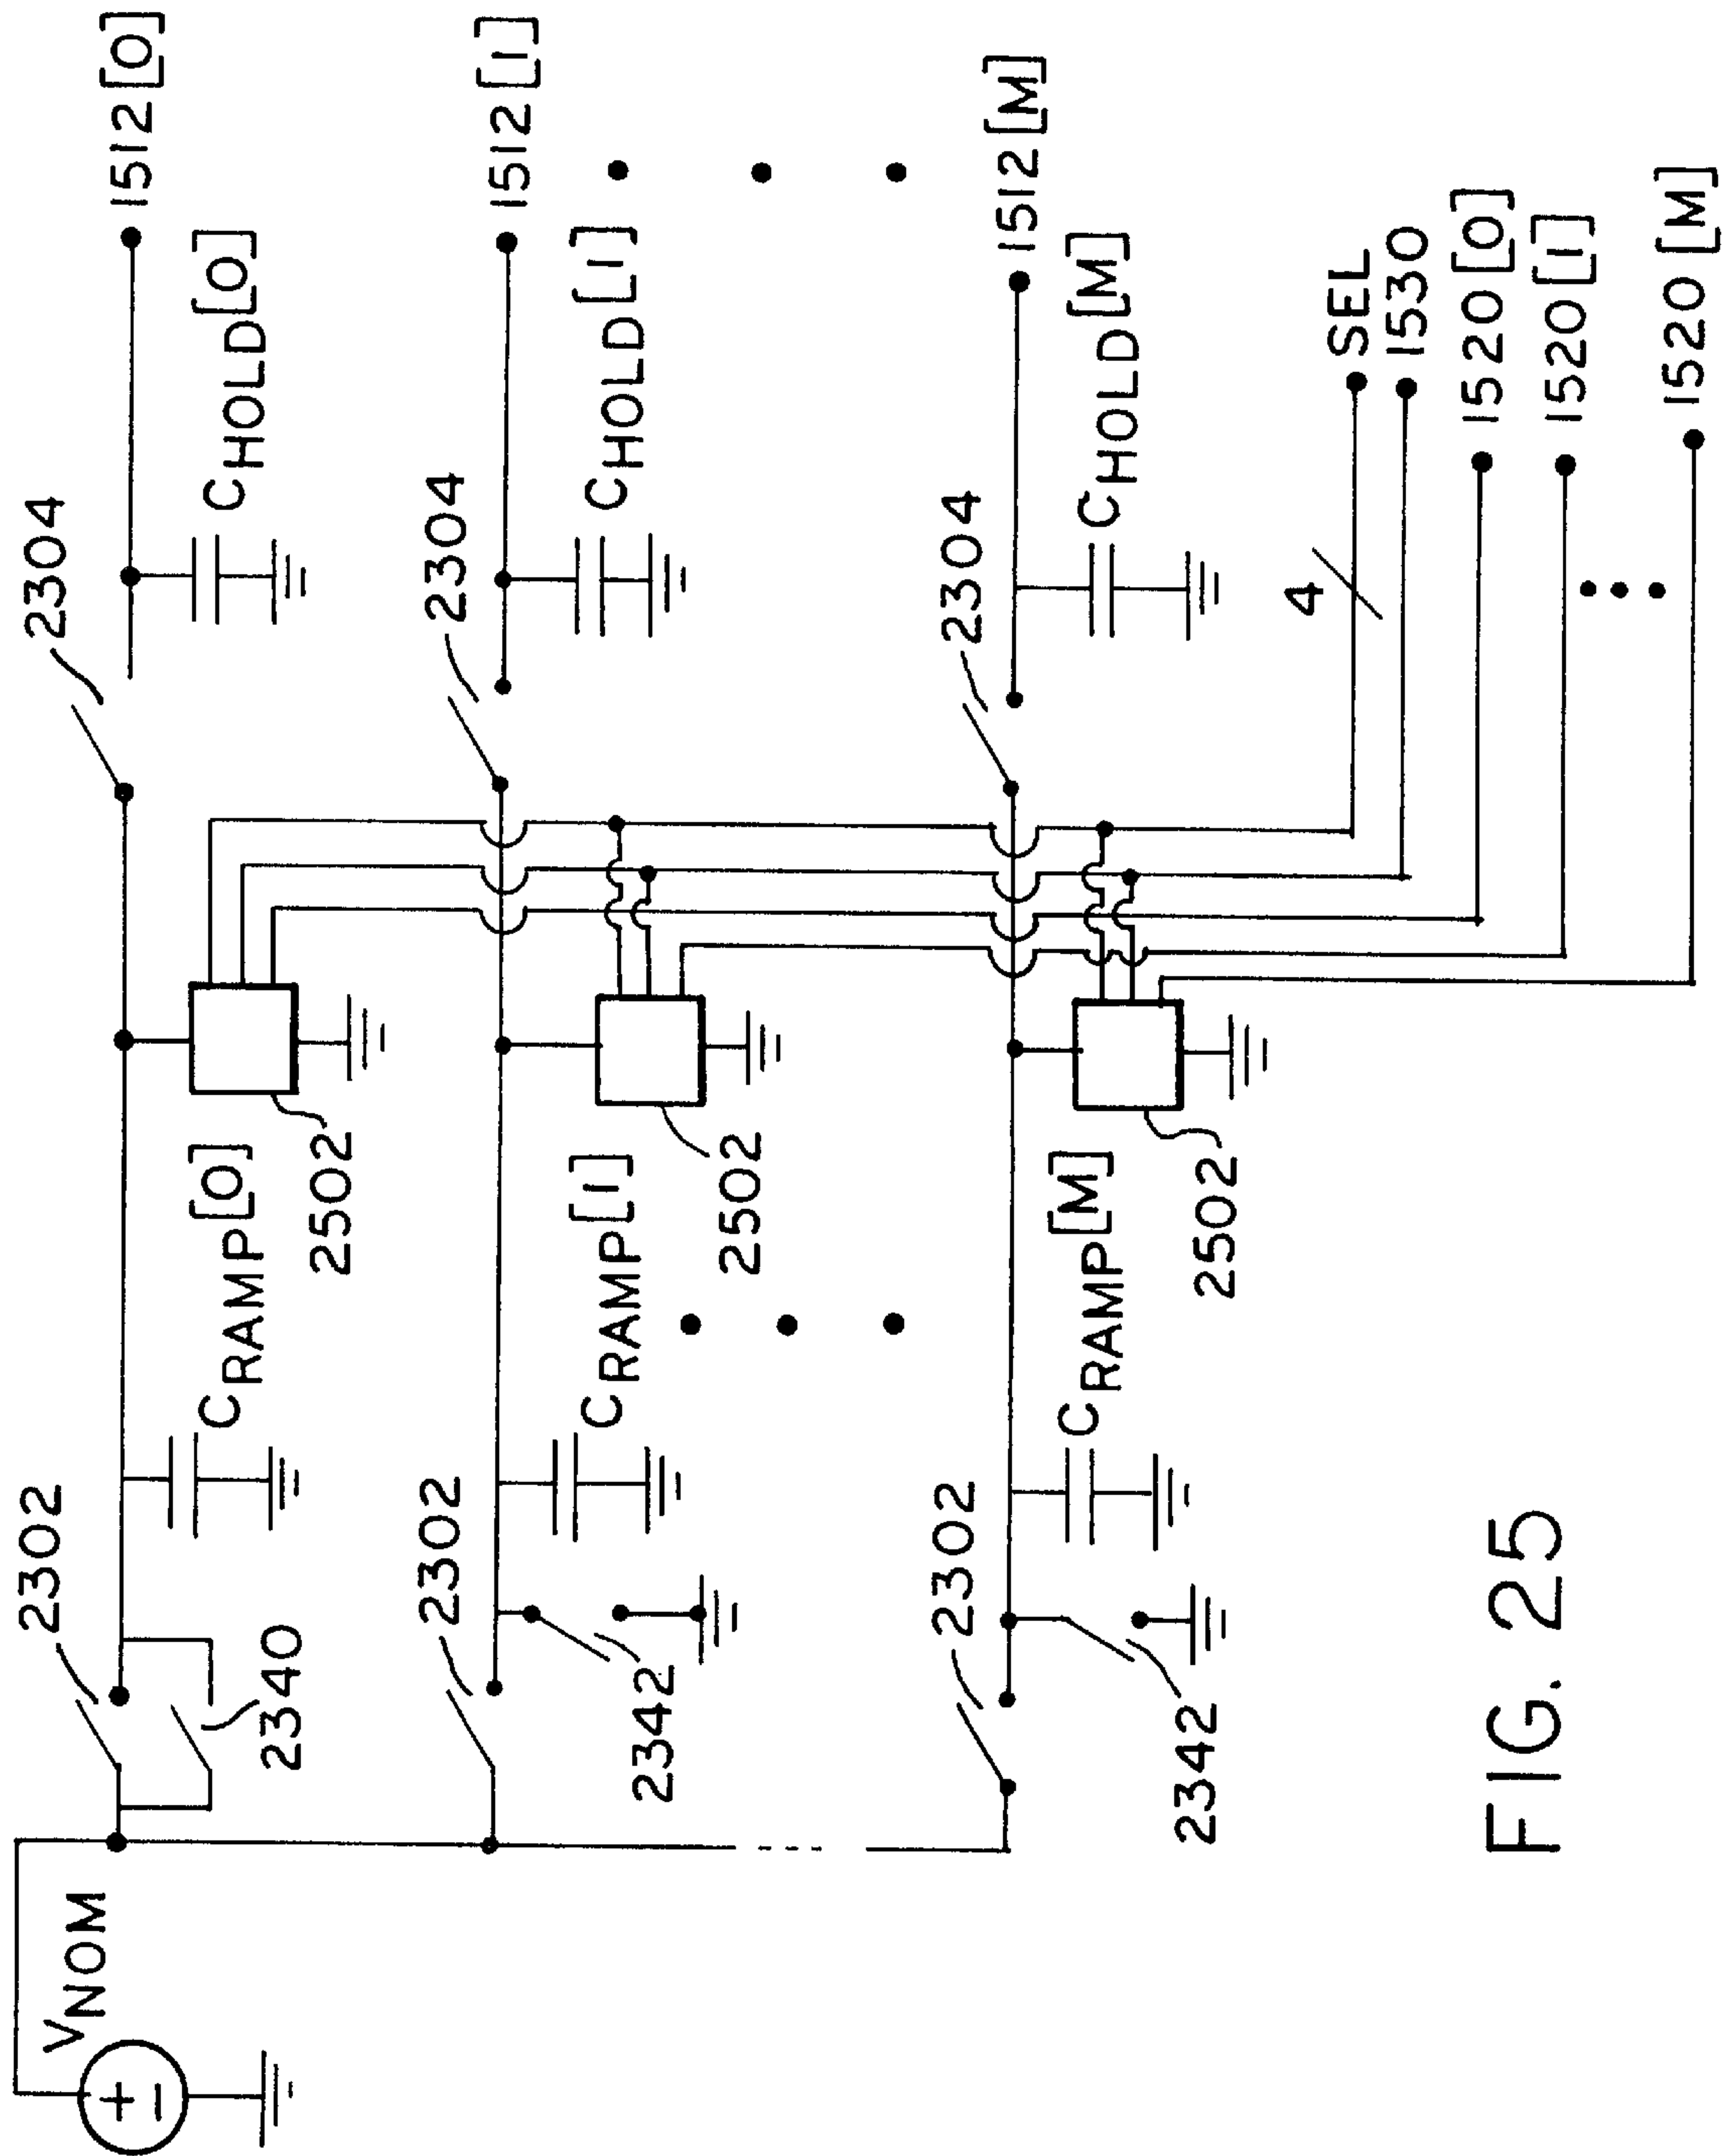 VNOM
2302
2304
1512[0]
2340
CRAMP[0]
CHOLD[0]
2502
2302
2304
1512[1]
2342
CRAMP[1]
CHOLD[1]
2502
2302
2304
1512[M]
2342
CRAMP[M]
CHOLD[M]
2502
4
SEL
1530
1520[0]
1520[1]
1520[M]
FIG. 25